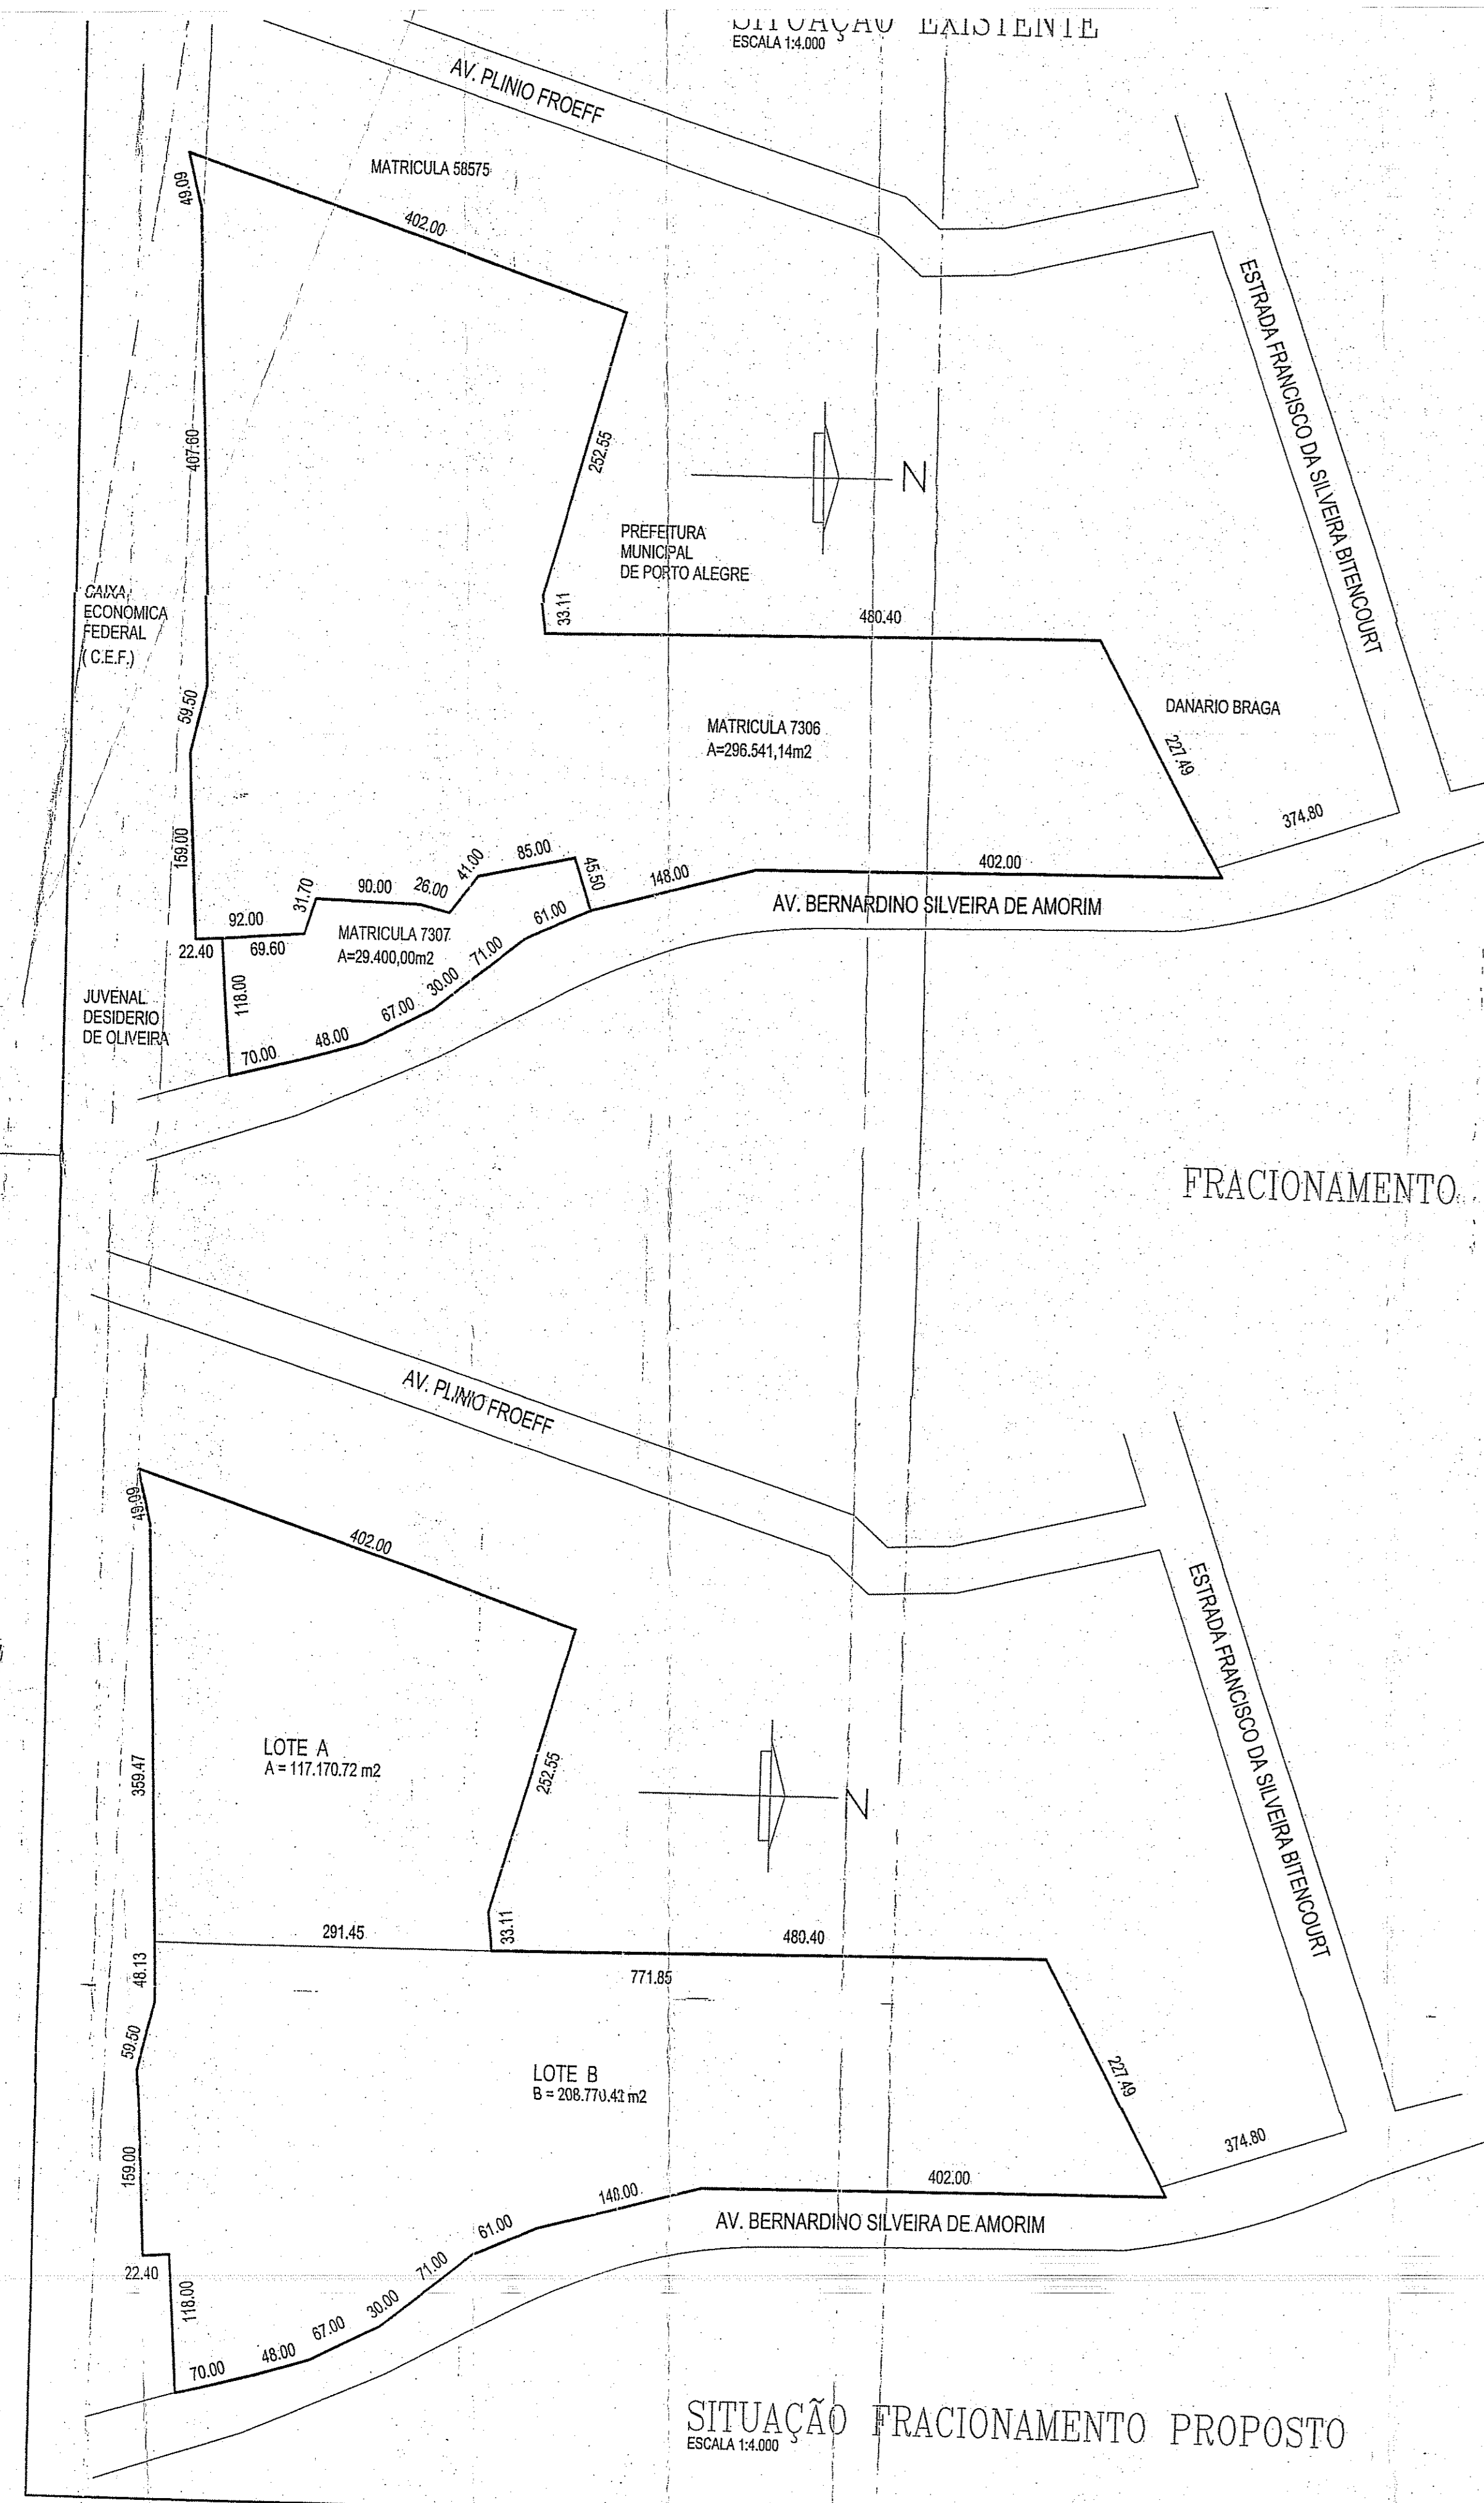 SITUAÇÃO EXISTENTE
ESCALA 1:4.000
AV. PLINIO FROEFF
MATRICULA 58575
49.60
402.00
ESTRADA FRANCISCO DA SILVEIRA BITENCOURT
407.60
252.55
N
PREFEITURA
MUNICIPAL
DE PORTO ALEGRE
33.11
480.40
CAIXA
ECONÔMICA
FEDERAL
( C.E.F.)
59.50
MATRICULA 7306
A=296.541,14m2
DANARIO BRAGA
227.49
374.80
159.00
85.00
41.00
45.50
402.00
148.00
90.00
26.00
31.70
92.00
AV. BERNARDINO SILVEIRA DE AMORIM
61.00
MATRICULA 7307
A=29.400,00m2
22.40
69.60
71.00
30.00
67.00
118.00
JUVENAL
DESIDERIO
DE OLIVEIRA
48.00
70.00
FRACIONAMENTO
AV. PLINIO FROEFF
402.00
ESTRADA FRANCISCO DA SILVEIRA BITENCOURT
LOTE A
A = 117.170.72 m2
359.47
252.55
N
291.45
33.11
480.40
771.85
48.13
59.50
LOTE B
B = 208.770.42 m2
227.49
374.80
159.00
402.00
148.00
AV. BERNARDINO SILVEIRA DE AMORIM
61.00
71.00
22.40
118.00
30.00
67.00
48.00
70.00
SITUAÇÃO FRACIONAMENTO PROPOSTO
ESCALA 1:4.000